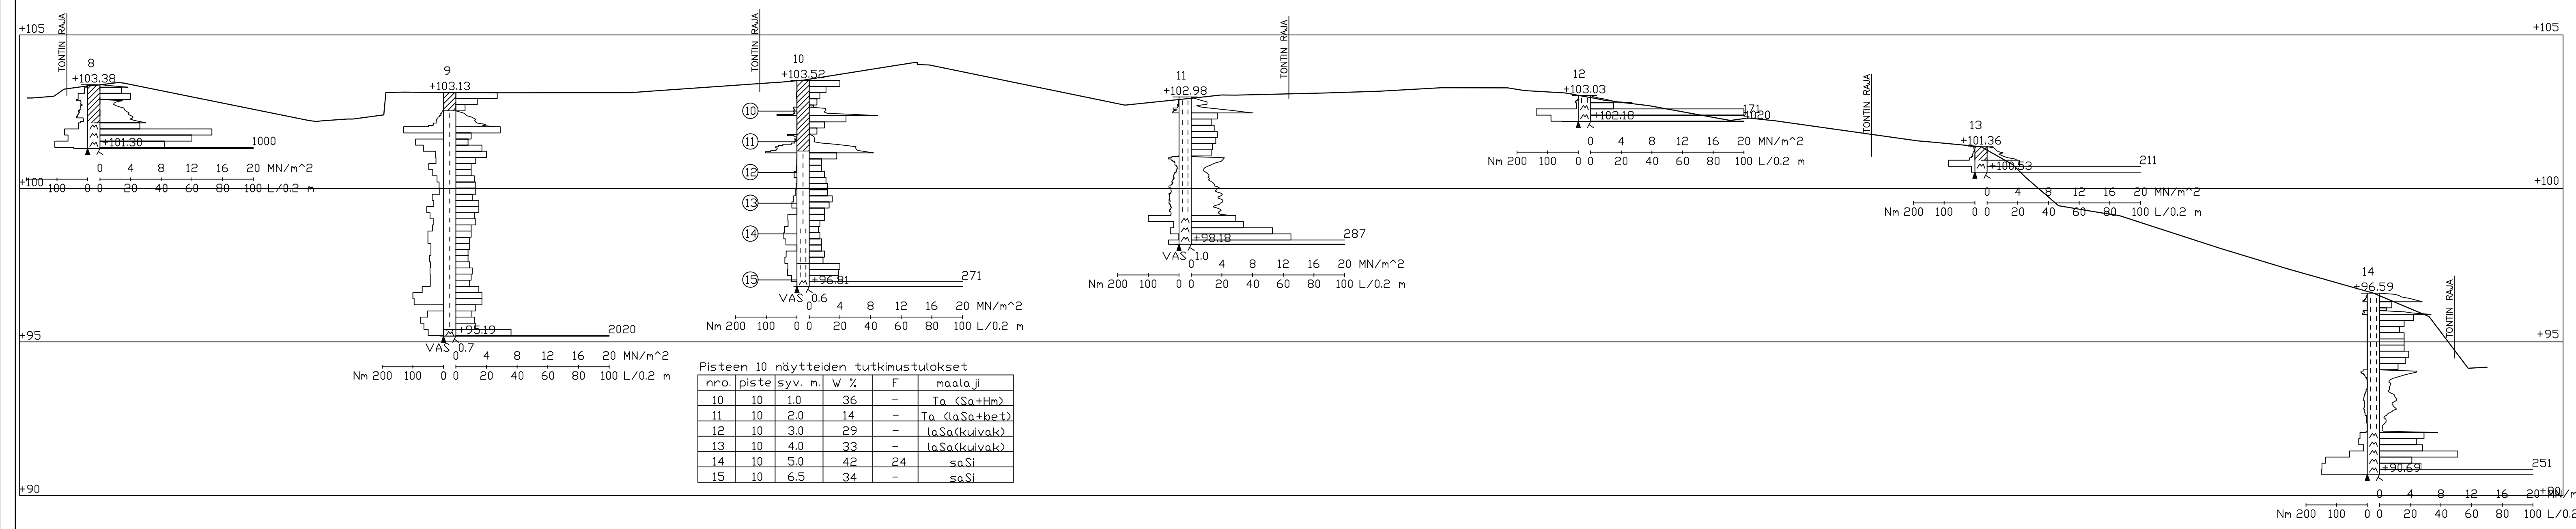 +105
+105
TONTIN RAJA
8
+103.38
+101.30
1000
0 4 8 12 16 20 MN/m^2
100 0 0 20 40 60 80 100 L/0.2 m
9
+103.13
+95.19
2020
VAS 0.7
0 4 8 12 16 20 MN/m^2
Nm 200 100 0 0 20 40 60 80 100 L/0.2 m
TONTIN RAJA
10
+103.52
10
11
12
13
14
15
+96.81
271
VAS 0.6
0 4 8 12 16 20 MN/m^2
Nm 200 100 0 0 20 40 60 80 100 L/0.2 m
11
+102.98
+98.18
287
VAS 1.0
0 4 8 12 16 20 MN/m^2
Nm 200 100 0 0 20 40 60 80 100 L/0.2 m
TONTIN RAJA
12
+103.03
171
+102.18
0 4 8 12 16 20 MN/m^2
Nm 200 100 0 0 20 40 60 80 100 L/0.2 m
TONTIN RAJA
13
+101.36
211
+100.53
0 4 8 12 16 20 MN/m^2
Nm 200 100 0 0 20 40 60 80 100 L/0.2 m
+100
+100
14
+96.59
TONTIN RAJA
+90.69
251
0 4 8 12 16 20 MN/m
Nm 200 100 0 0 20 40 60 80 100 L/0.2
+95
+95
+90
+90
Pisteen 10 näytteiden tutkimustulokset
nro. piste syv. m. W % F maalaji
10 10 1.0 36 - Ta (Sa+Hm)
11 10 2.0 14 - Ta (laSa+bet)
12 10 3.0 29 - laSa(kuivak)
13 10 4.0 33 - laSa(kuivak)
14 10 5.0 42 24 saSi
15 10 6.5 34 - saSi